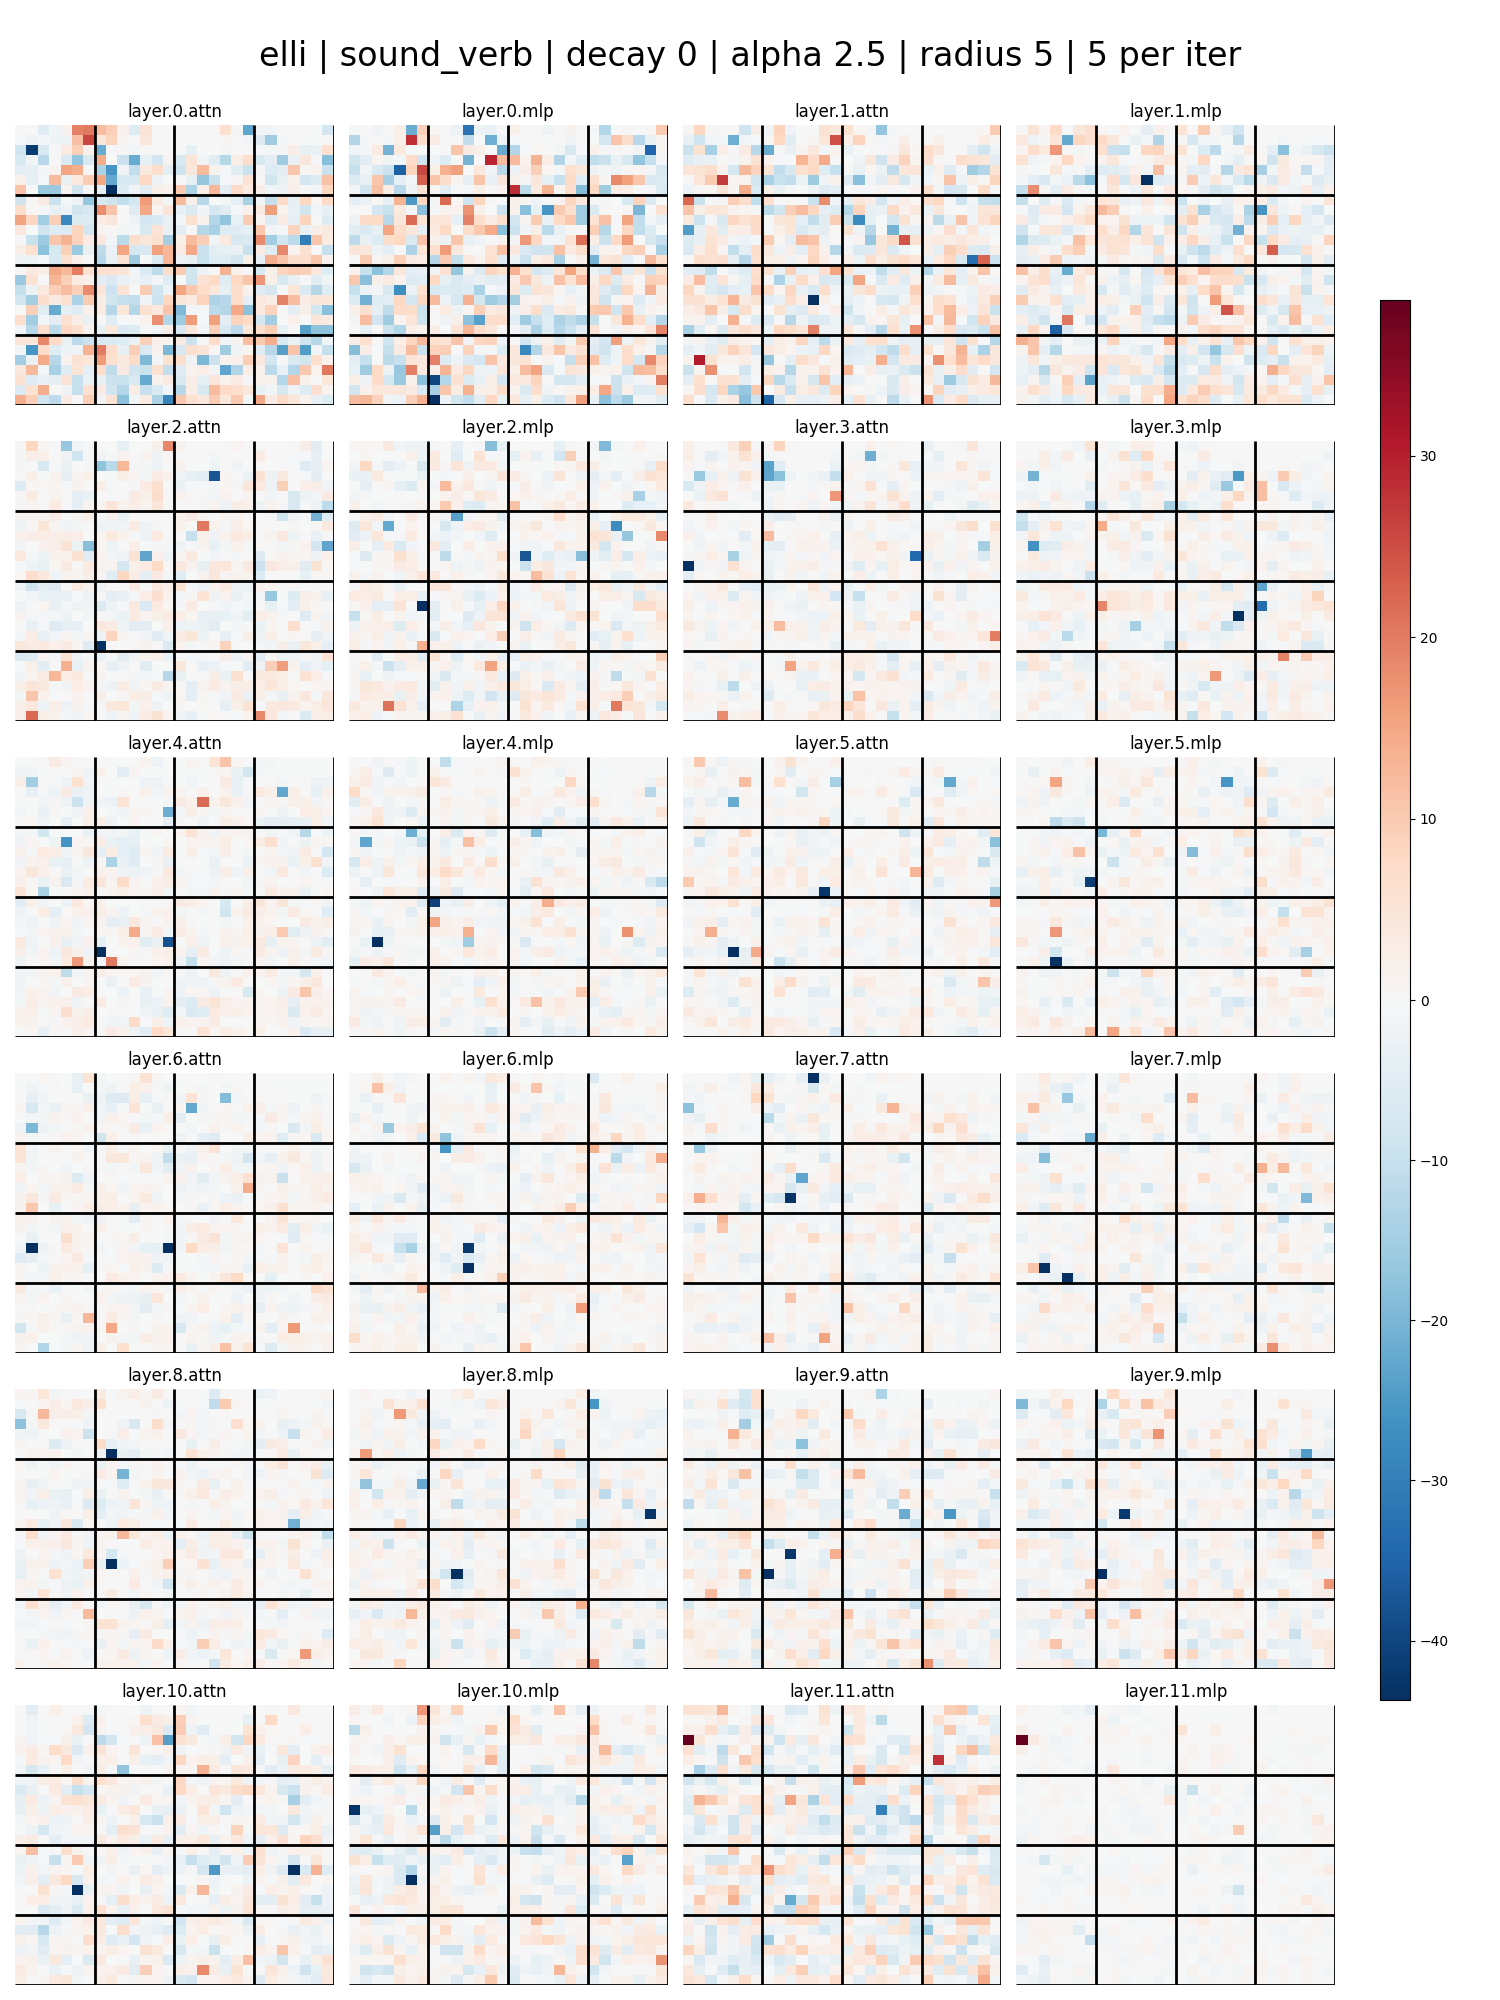 elli | sound_verb | decay 0 | alpha 2.5 | radius 5 | 5 per iter
layer.0.attn
layer.0.mlp
layer.1.attn
layer.1.mlp
layer.2.attn
layer.2.mlp
layer.3.attn
layer.3.mlp
layer.4.attn
layer.4.mlp
layer.5.attn
layer.5.mlp
layer.6.attn
layer.6.mlp
layer.7.attn
layer.7.mlp
layer.8.attn
layer.8.mlp
layer.9.attn
layer.9.mlp
layer.10.attn
layer.10.mlp
layer.11.attn
layer.11.mlp
30
20
10
0
−10
−20
−30
−40